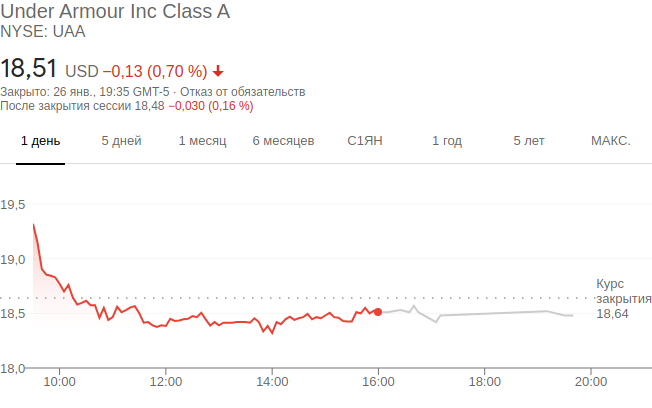 Under Armour Inc Class A
NYSE: UAA
18,51 USD −0,13 (0,70 %)
Закрыто: 26 янв., 19:35 GMT-5 · Отказ от обязательств
После закрытия сессии 18,48 −0,030 (0,16 %)
1 день 5 дней 1 месяц 6 месяцев С1ЯН 1 год 5 лет МАКС.
19,5
19,0
18,5
18,0
Курс
закрытия
18,64
10:00 12:00 14:00 16:00 18:00 20:00